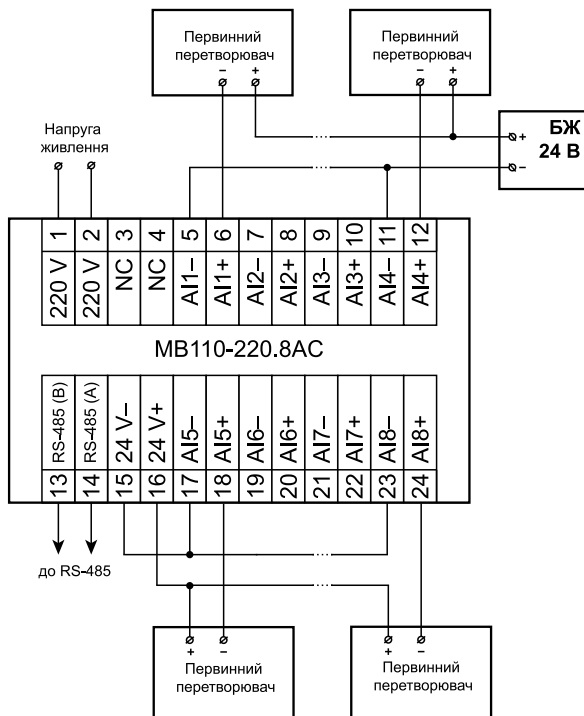 Первинний
перетворювач
– +
Первинний
перетворювач
– +
Напруга
живлення
БЖ
24 В
+
–
1 2 3 4 5 6 7 8 9 10 11 12
220 V 220 V NC NC AI1– AI1+ AI2– AI2+ AI3– AI3+ AI4– AI4+
МВ110-220.8АС
RS-485 (B) RS-485 (A) 24 V– 24 V+ AI5– AI5+ AI6– AI6+ AI7– AI7+ AI8– AI8+
13 14 15 16 17 18 19 20 21 22 23 24
до RS-485
+ –
Первинний
перетворювач
+ –
Первинний
перетворювач